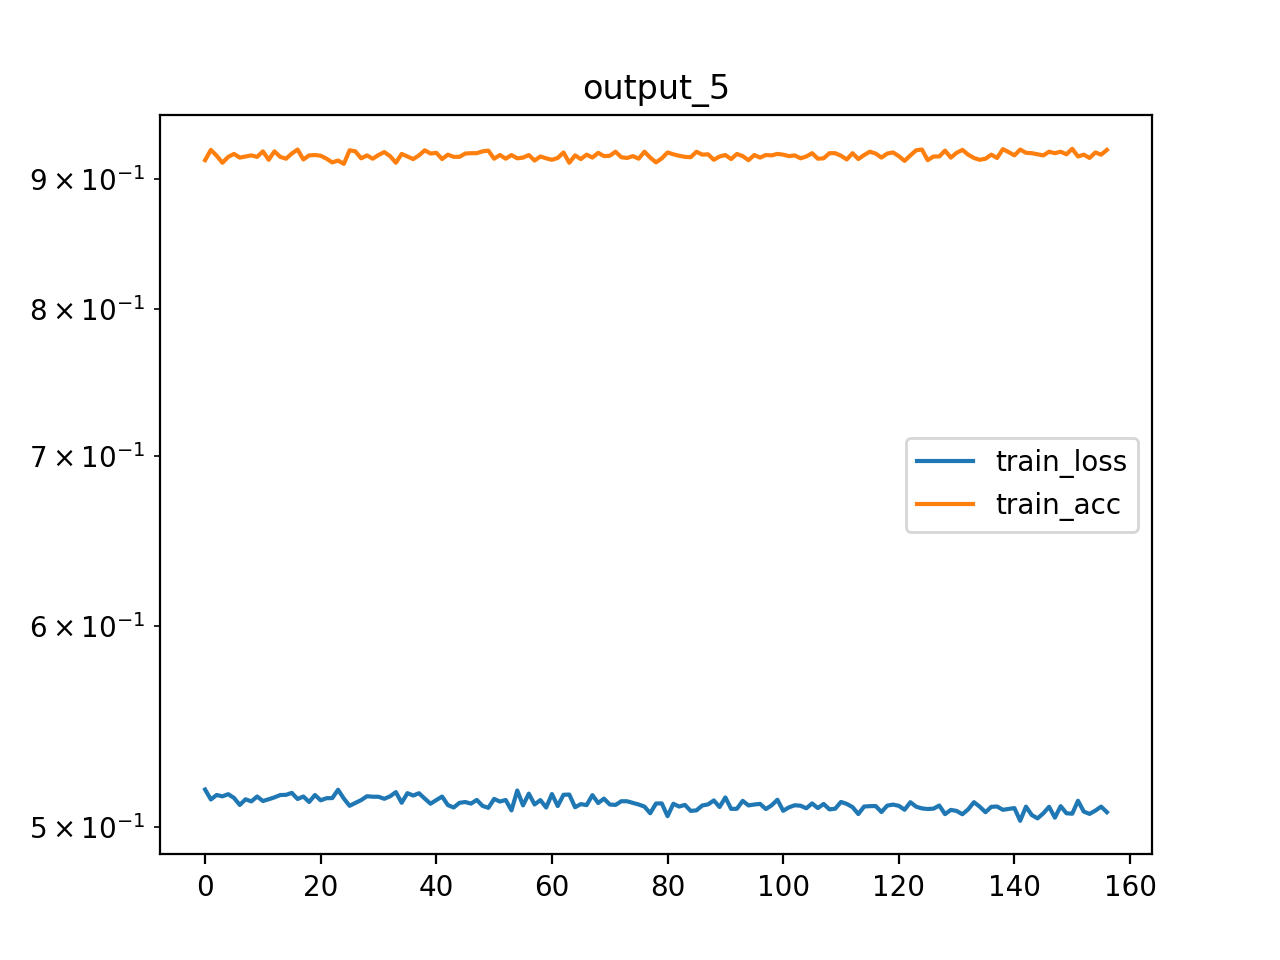 output_5
9 × 10⁻¹
8 × 10⁻¹
7 × 10⁻¹
6 × 10⁻¹
5 × 10⁻¹
train_loss
train_acc
0 20 40 60 80 100 120 140 160